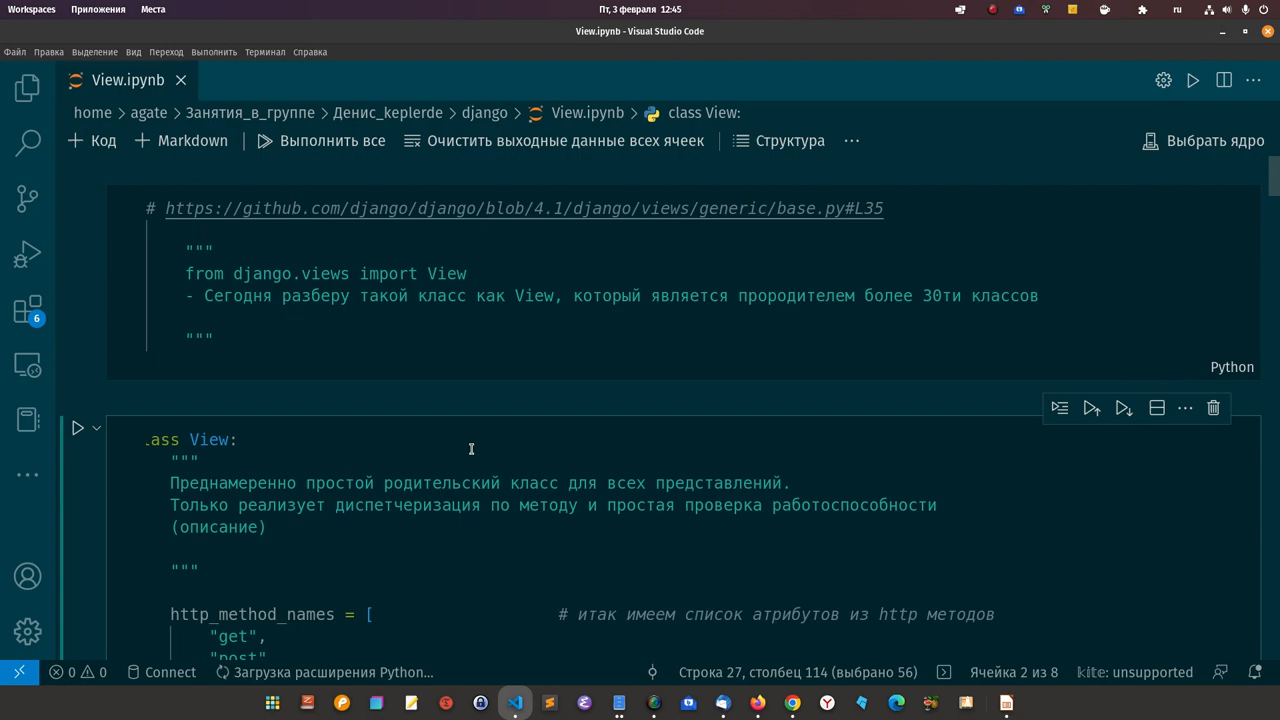 Workspaces Приложения Места Пт, 3 февраля 12:45 ru
View.ipynb - Visual Studio Code
Файл Правка Выделение Вид Переход Выполнить Терминал Справка
View.ipynb
home > agate > Занятия_в_группе > Денис_keplerde > django > View.ipynb > class View:
Код Markdown Выполнить все Очистить выходные данные всех ячеек Структура ... Выбрать ядро
# https://github.com/django/django/blob/4.1/django/views/generic/base.py#L35
"""
from django.views import View
- Сегодня разберу такой класс как View, который является прородителем более 30ти классов
"""
6
Python
lass View:
"""
Преднамеренно простой родительский класс для всех представлений.
Только реализует диспетчеризация по методу и простая проверка работоспособности
(описание)
"""
http_method_names = [ # итак имеем список атрибутов из http методов
"get",
"post"
0 0 Connect Загрузка расширения Python... Строка 27, столбец 114 (выбрано 56) Ячейка 2 из 8 kite: unsupported